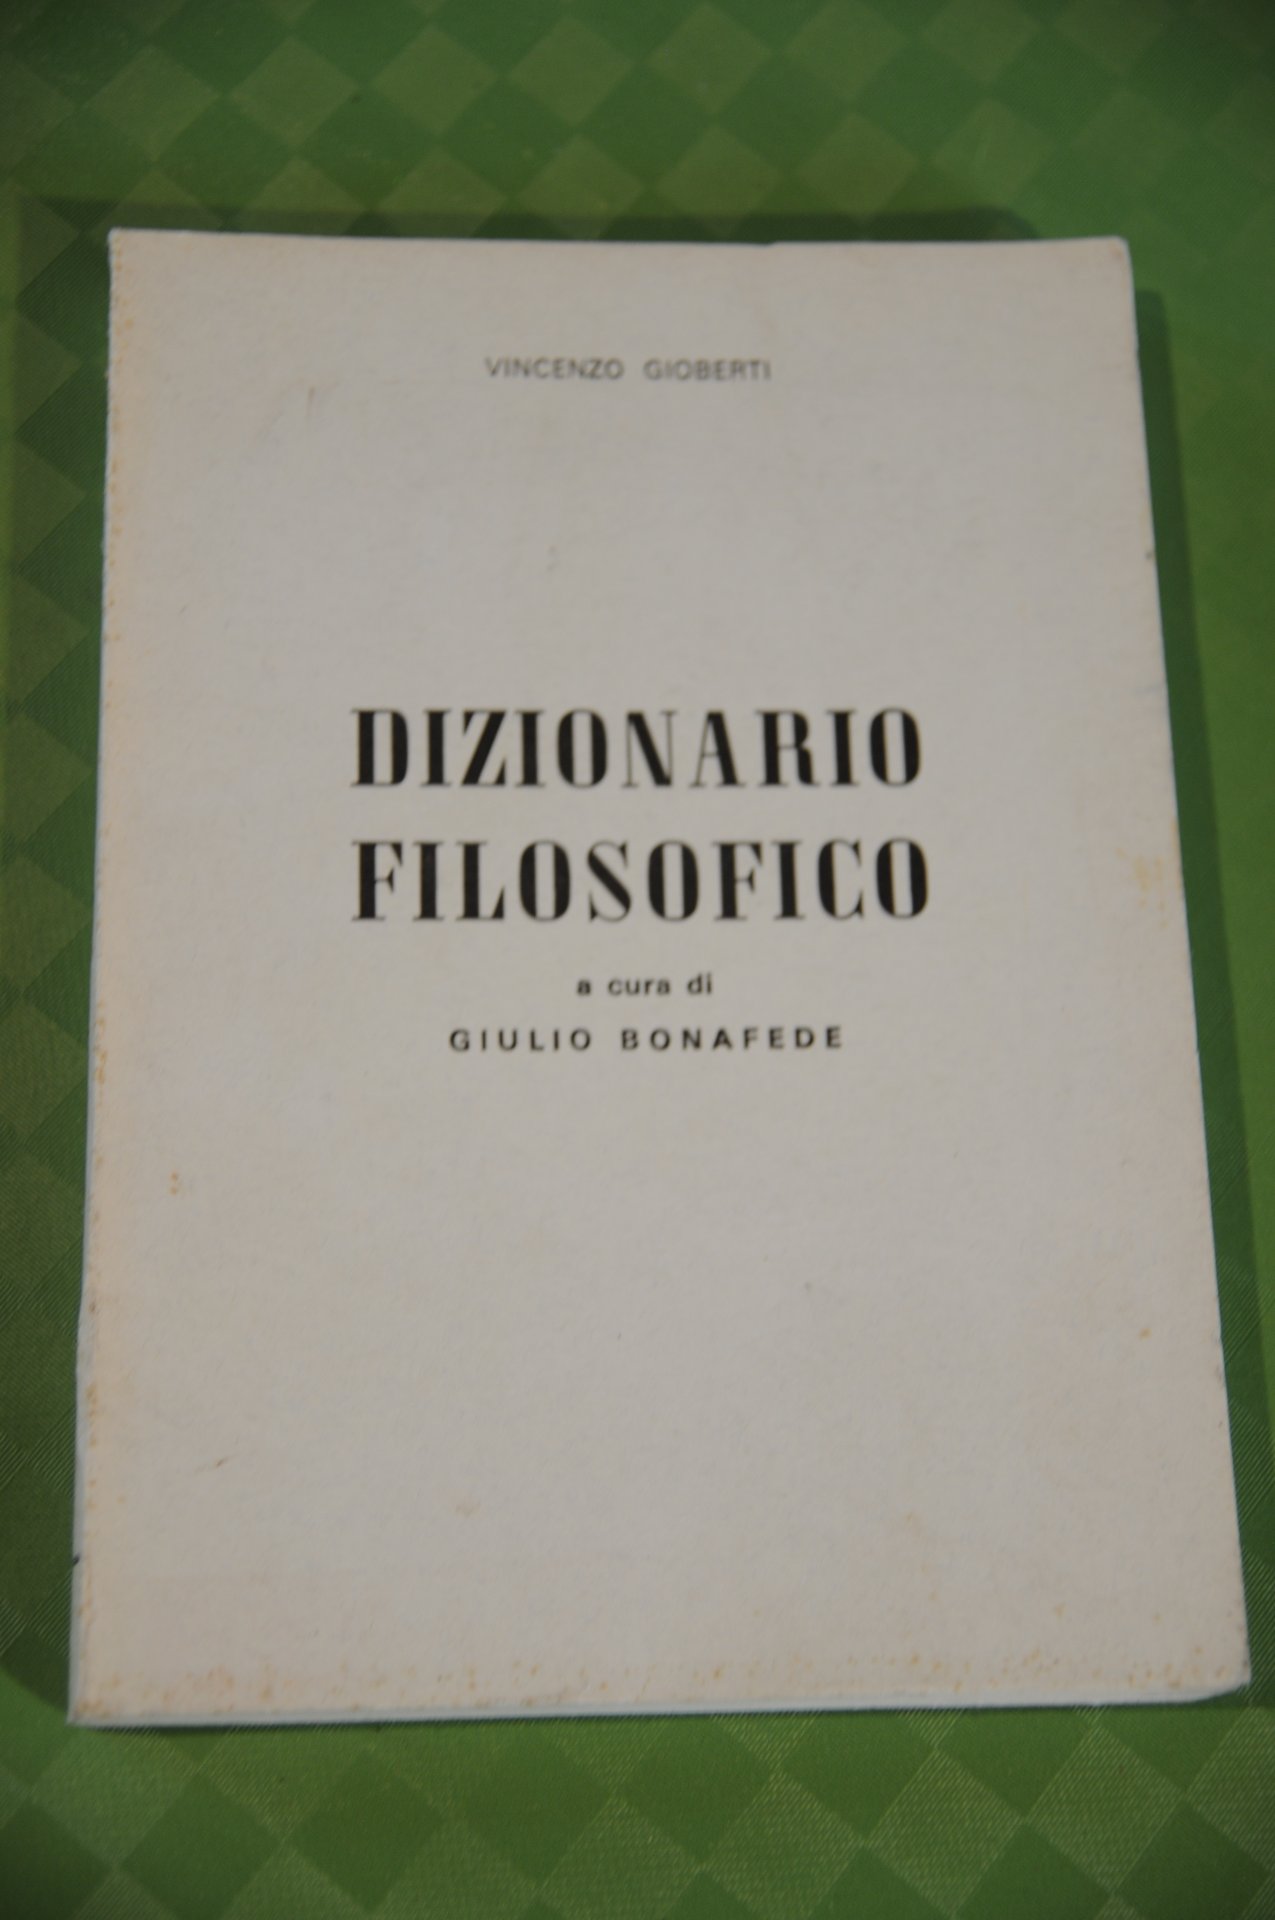 VINCENZO GIOBERTI
DIZIONARIO
FILOSOFICO
a cura di
GIULIO BONAFEDE